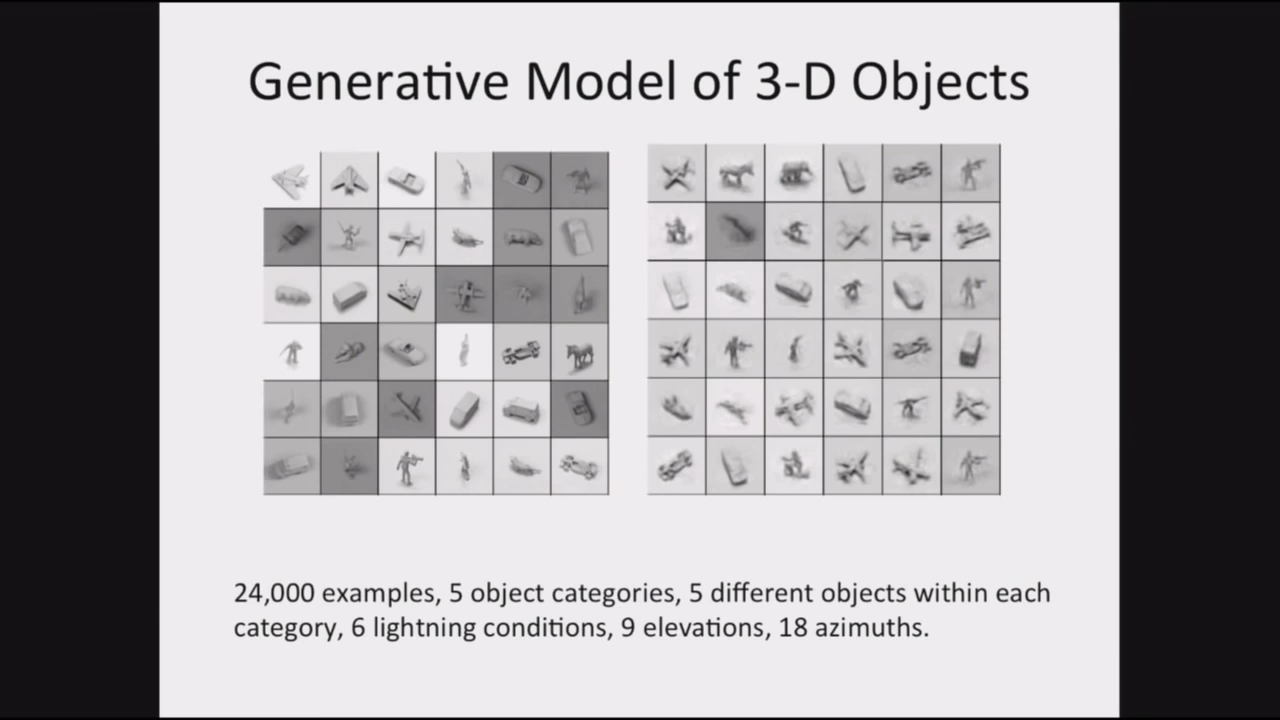 Generative Model of 3-D Objects
24,000 examples, 5 object categories, 5 different objects within each
category, 6 lightning conditions, 9 elevations, 18 azimuths.